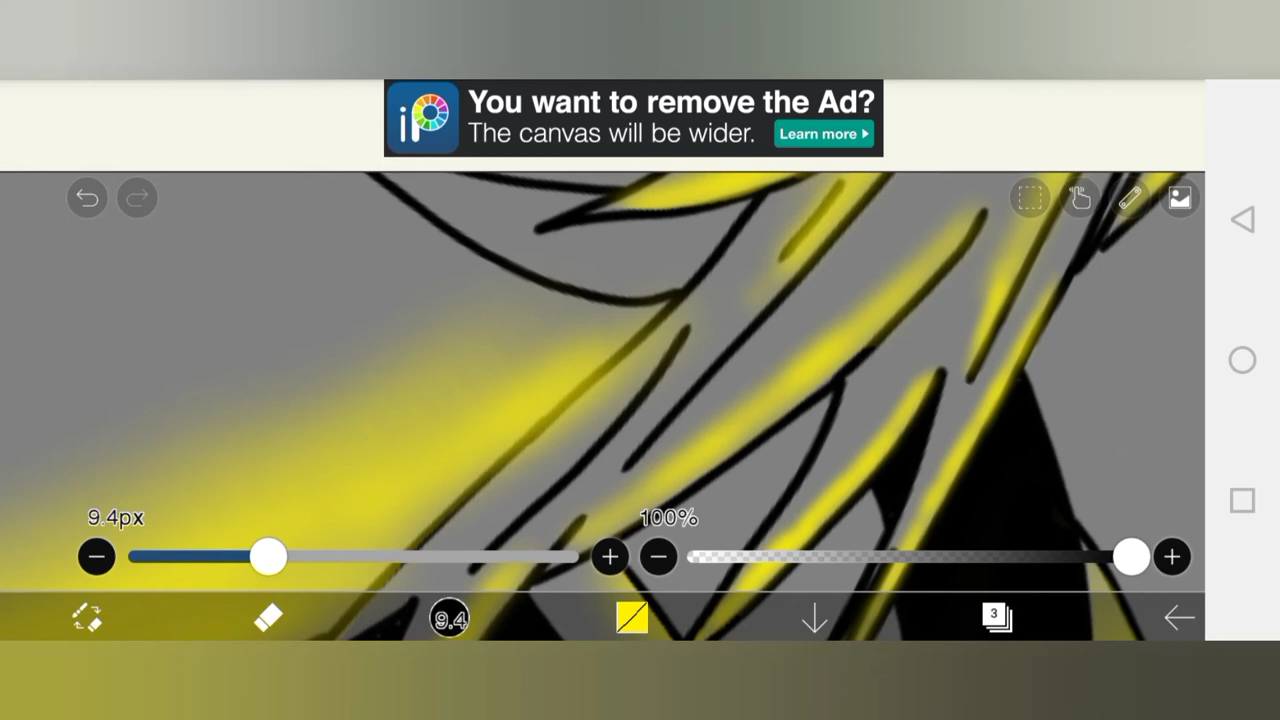 iP
You want to remove the Ad?
The canvas will be wider.
Learn more
9.4px
100%
9.4
3